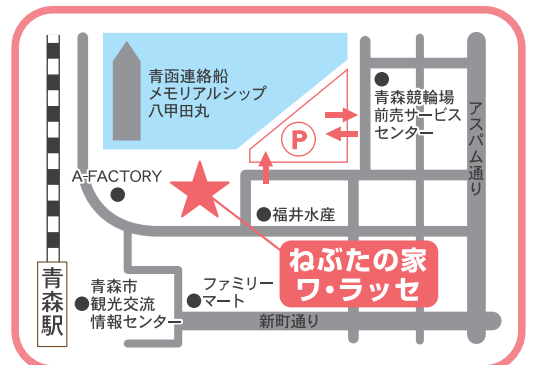 青函連絡船
メモリアルシップ
八甲田丸
青森競輪場
前売サービス
センター
アスパム通り
P
A-FACTORY
福井水産
ねぶたの家
ワ・ラッセ
青森駅
青森市
観光交流
情報センター
ファミリー
マート
新町通り